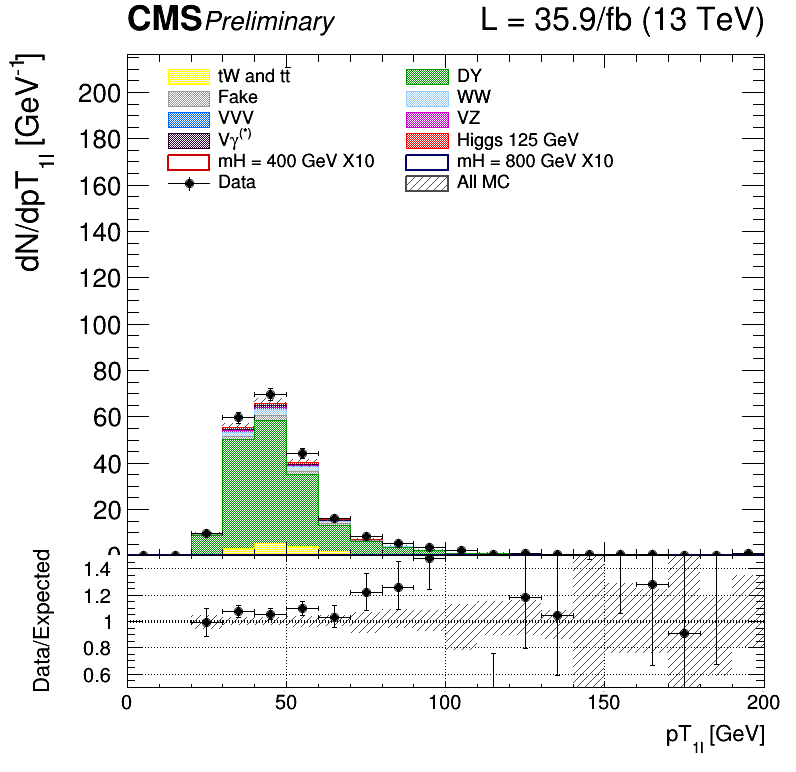 CMS Preliminary L = 35.9/fb (13 TeV)
dN/dpT1l [GeV-1]
200
180
160
140
120
100
80
60
40
20
0
tW and tt
Fake
VVV
Vγ(*)
mH = 400 GeV X10
Data
DY
WW
VZ
Higgs 125 GeV
mH = 800 GeV X10
All MC
Data/Expected
1.4
1.2
1
0.8
0.6
0 50 100 150 200
pT1l [GeV]